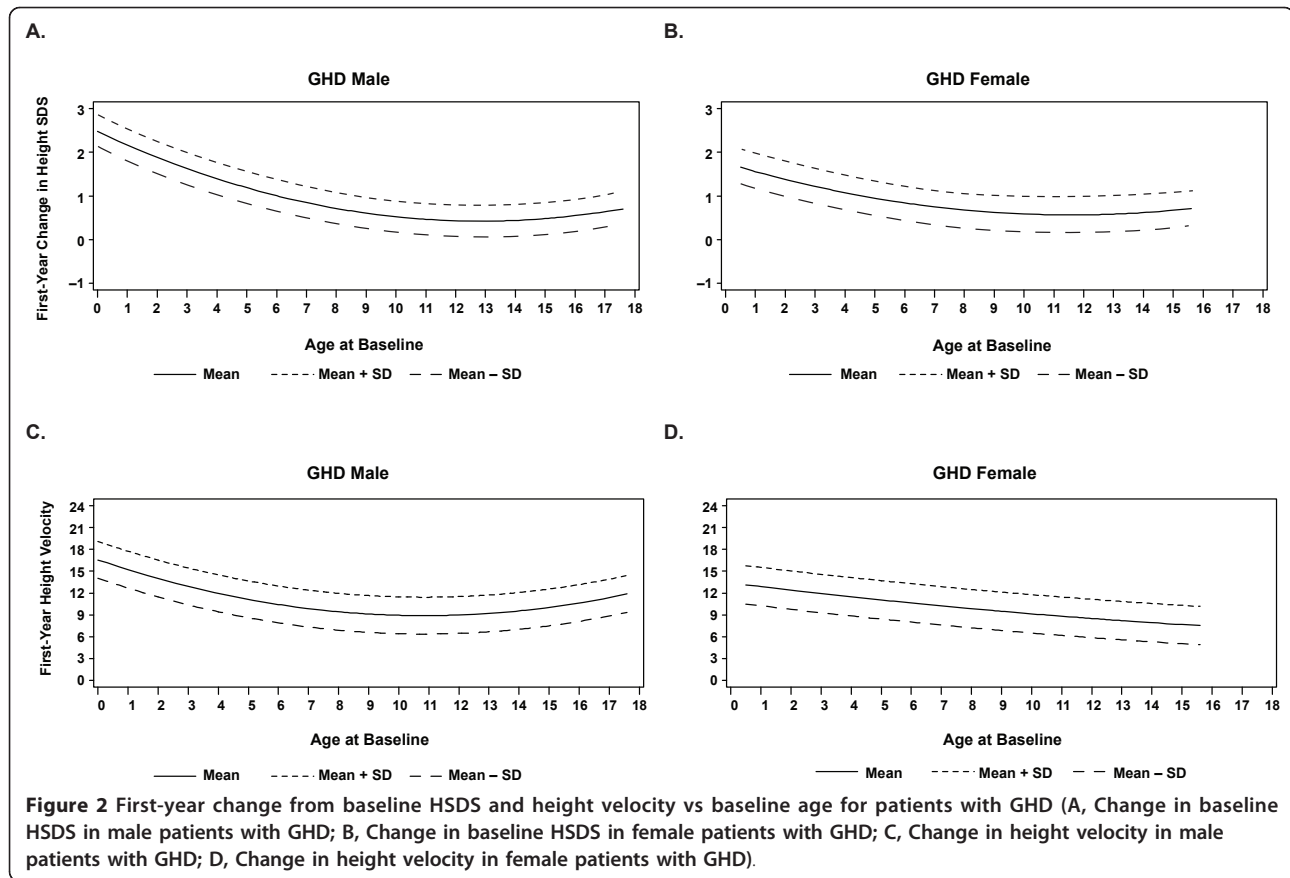 A.
GHD Male
First-Year Change in Height SDS
3
2
1
0
–1
0 1 2 3 4 5 6 7 8 9 10 11 12 13 14 15 16 17 18
Age at Baseline
Mean Mean + SD Mean – SD
B.
GHD Female
3
2
1
0
–1
0 1 2 3 4 5 6 7 8 9 10 11 12 13 14 15 16 17 18
Age at Baseline
Mean Mean + SD Mean – SD
C.
GHD Male
First-Year Height Velocity
24
21
18
15
12
9
6
3
0
0 1 2 3 4 5 6 7 8 9 10 11 12 13 14 15 16 17 18
Age at Baseline
Mean Mean + SD Mean – SD
D.
GHD Female
24
21
18
15
12
9
6
3
0
0 1 2 3 4 5 6 7 8 9 10 11 12 13 14 15 16 17 18
Age at Baseline
Mean Mean + SD Mean – SD
Figure 2 First-year change from baseline HSDS and height velocity vs baseline age for patients with GHD (A, Change in baseline
HSDS in male patients with GHD; B, Change in baseline HSDS in female patients with GHD; C, Change in height velocity in male
patients with GHD; D, Change in height velocity in female patients with GHD).